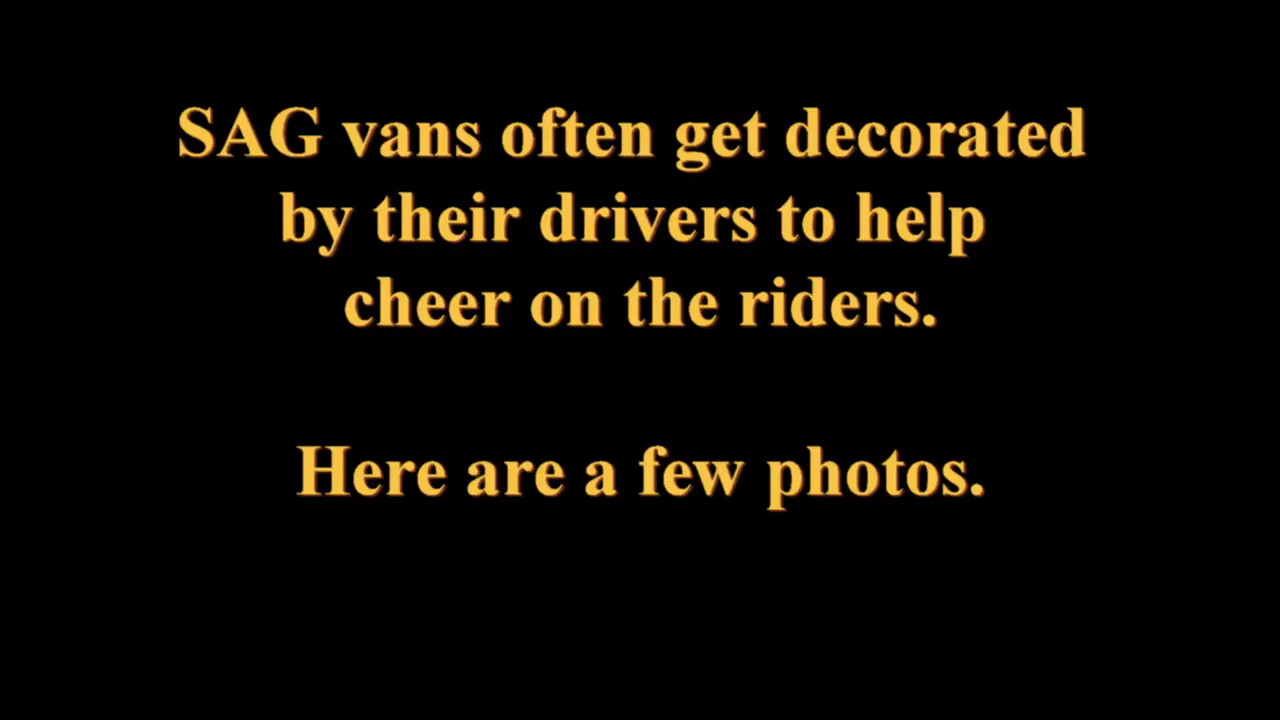 SAG vans often get decorated
by their drivers to help
cheer on the riders.
Here are a few photos.